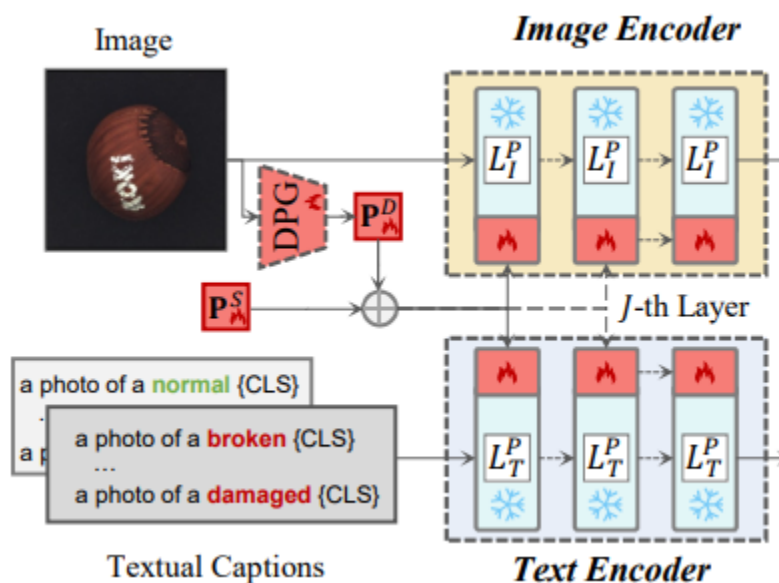 Image
Image Encoder
KOKI
DPG
P^D
L_I^P
L_I^P
L_I^P
P^S
J-th Layer
a photo of a normal {CLS}
a photo of a broken {CLS}
...
a photo of a damaged {CLS}
L_T^P
L_T^P
L_T^P
Textual Captions
Text Encoder